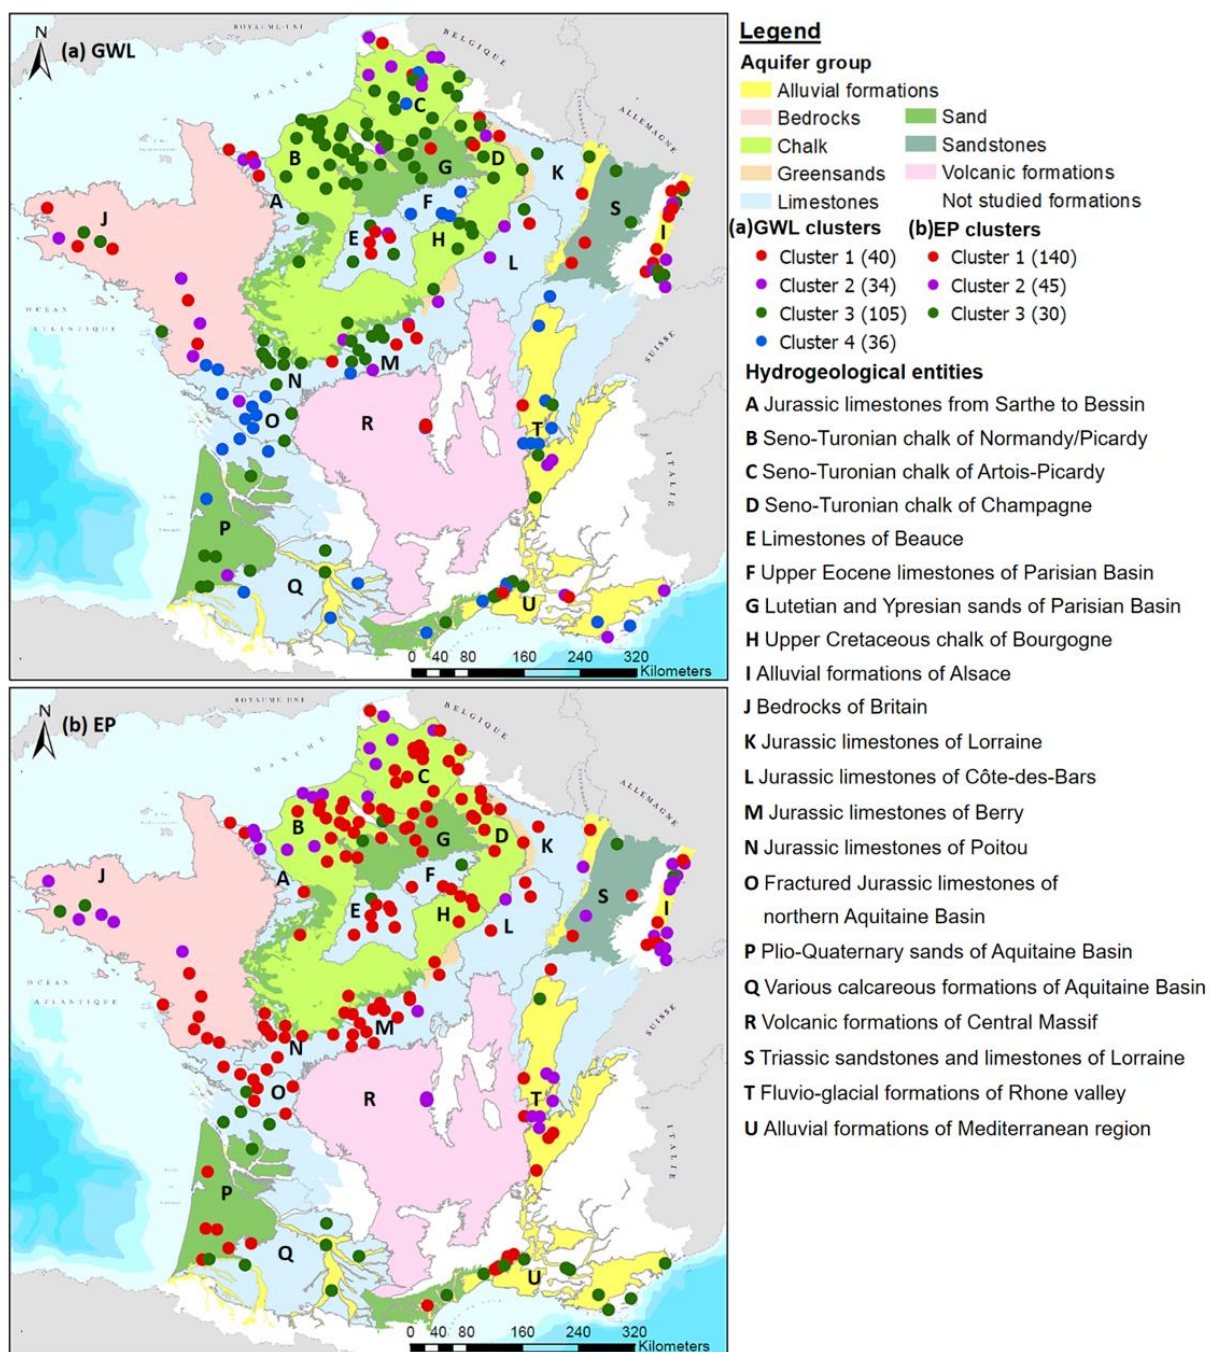 N
(a) GWL
ROYAUME-UNI
BELGIQUE
MANCHE
ALLEMAGNE
C
B
D
G
K
A
F
S
J
E
H
I
L
OCEAN
ATLANTIQUE
SUISSE
M
N
O
R
T
ITALIE
P
Q
U
0 40 80 160 240 320
Kilometers
N
(b) EP
ROYAUME-UNI
BELGIQUE
MANCHE
ALLEMAGNE
C
B
G
D
K
J
A
F
S
E
H
I
L
OCEAN
ATLANTIQUE
SUISSE
M
N
O
R
T
ITALIE
P
Q
U
0 40 80 160 240 320
Kilometers
Legend
Aquifer group
Alluvial formations
Bedrocks Sand
Chalk Sandstones
Greensands Volcanic formations
Limestones Not studied formations
(a)GWL clusters (b)EP clusters
Cluster 1 (40) Cluster 1 (140)
Cluster 2 (34) Cluster 2 (45)
Cluster 3 (105) Cluster 3 (30)
Cluster 4 (36)
Hydrogeological entities
A Jurassic limestones from Sarthe to Bessin
B Seno-Turonian chalk of Normandy/Picardy
C Seno-Turonian chalk of Artois-Picardy
D Seno-Turonian chalk of Champagne
E Limestones of Beauce
F Upper Eocene limestones of Parisian Basin
G Lutetian and Ypresian sands of Parisian Basin
H Upper Cretaceous chalk of Bourgogne
I Alluvial formations of Alsace
J Bedrocks of Britain
K Jurassic limestones of Lorraine
L Jurassic limestones of Côte-des-Bars
M Jurassic limestones of Berry
N Jurassic limestones of Poitou
O Fractured Jurassic limestones of
northern Aquitaine Basin
P Plio-Quaternary sands of Aquitaine Basin
Q Various calcareous formations of Aquitaine Basin
R Volcanic formations of Central Massif
S Triassic sandstones and limestones of Lorraine
T Fluvio-glacial formations of Rhone valley
U Alluvial formations of Mediterranean region